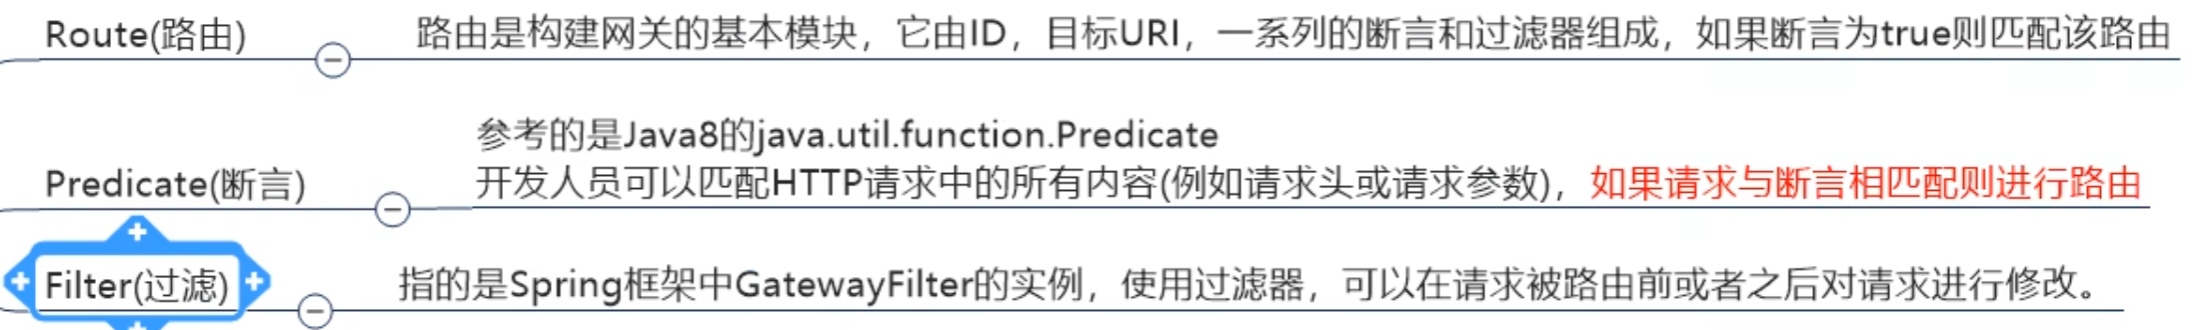 Route(路由)
路由是构建网关的基本模块，它由ID，目标URI，一系列的断言和过滤器组成，如果断言为true则匹配该路由
参考的是Java8的java.util.function.Predicate
Predicate(断言)
开发人员可以匹配HTTP请求中的所有内容(例如请求头或请求参数)，如果请求与断言相匹配则进行路由
Filter(过滤)
指的是Spring框架中GatewayFilter的实例，使用过滤器，可以在请求被路由前或者之后对请求进行修改。